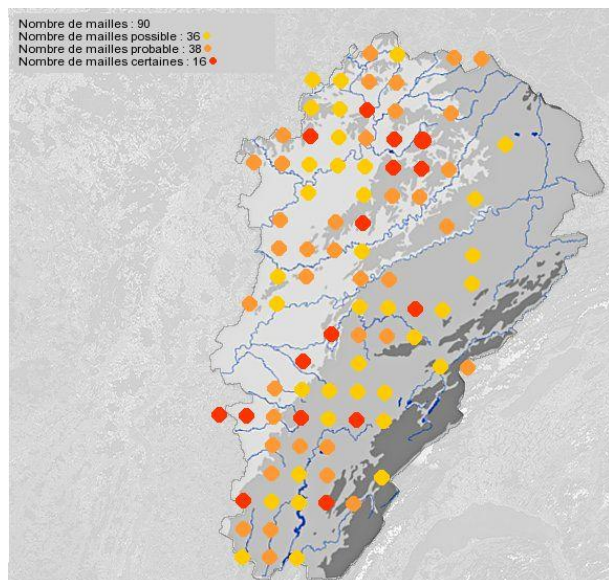 Nombre de mailles : 90
Nombre de mailles possible : 36
Nombre de mailles probable : 38
Nombre de mailles certaines : 16